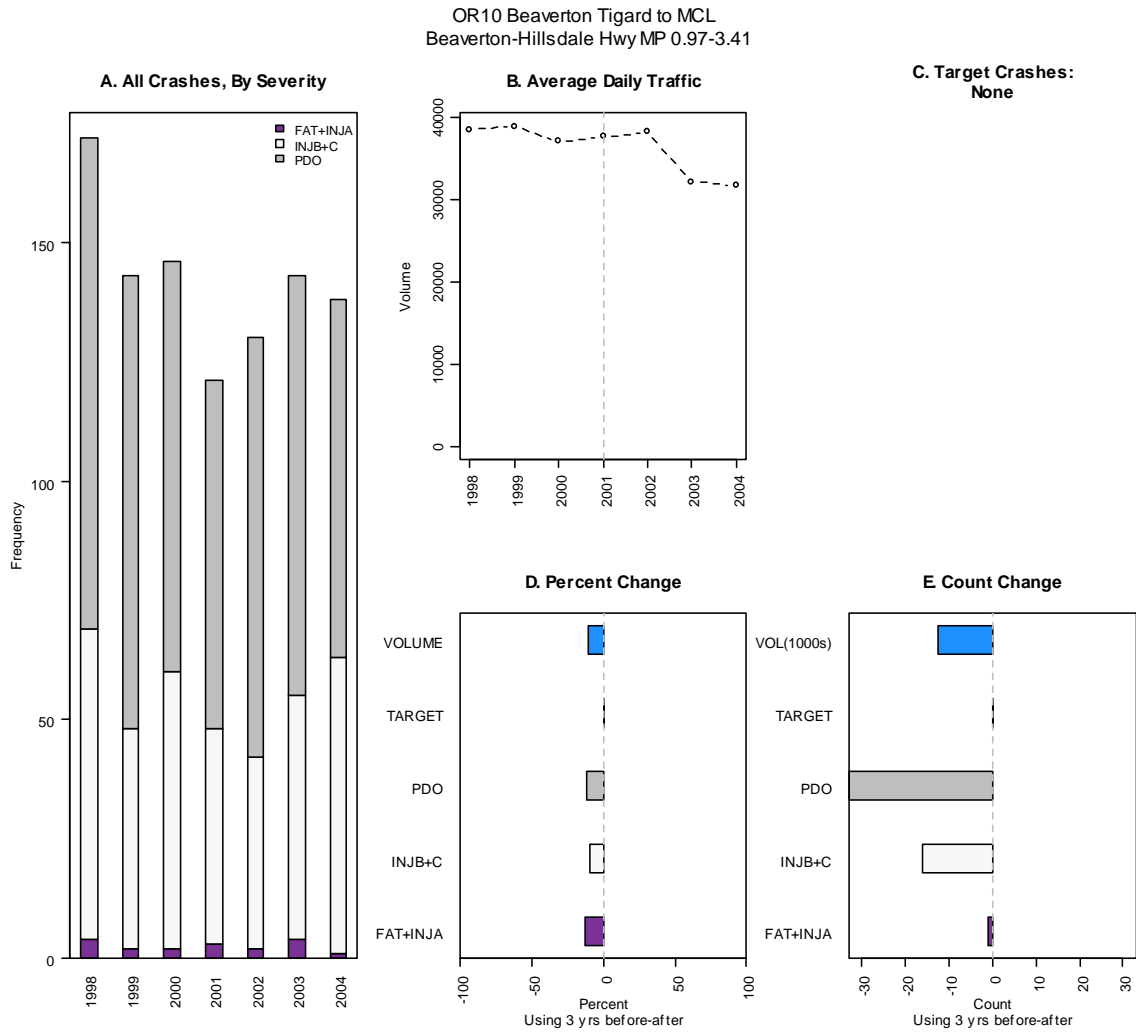 OR10 Beaverton Tigard to MCL
Beaverton-Hillsdale Hwy MP 0.97-3.41
A. All Crashes, By Severity
FAT+INJA
INJB+C
PDO
Frequency
150
100
50
0
1998
1999
2000
2001
2002
2003
2004
B. Average Daily Traffic
Volume
40000
30000
20000
10000
0
1998
1999
2000
2001
2002
2003
2004
C. Target Crashes:
None
D. Percent Change
VOLUME
TARGET
PDO
INJB+C
FAT+INJA
-100
-50
0
50
100
Percent
Using 3 yrs before-after
E. Count Change
VOL(1000s)
TARGET
PDO
INJB+C
FAT+INJA
-30
-20
-10
0
10
20
30
Count
Using 3 yrs before-after